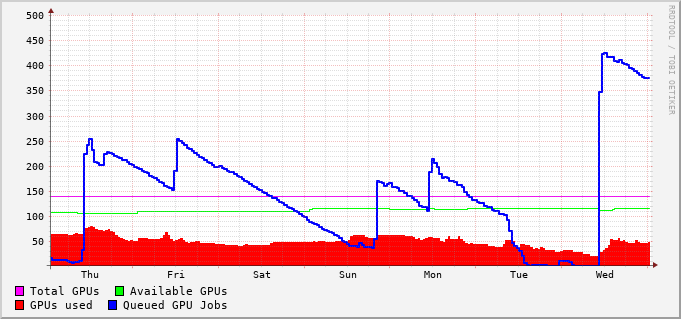 500
450
400
350
300
250
200
150
100
50
Thu Fri Sat Sun Mon Tue Wed
Total GPUs Available GPUs
GPUs used Queued GPU Jobs
RRDTOOL / TOBI OETIKER